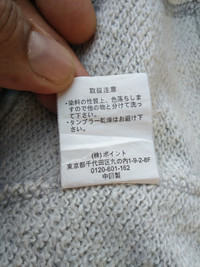 取扱注意
・染料の性質上、色落ちしま
すので他の物と分けて洗っ
て下さい。
・タンブラー乾燥はお避け下
さい。
(株)ポイント
東京都千代田区丸の内1-9-2-6F
0120-601-162
中国製